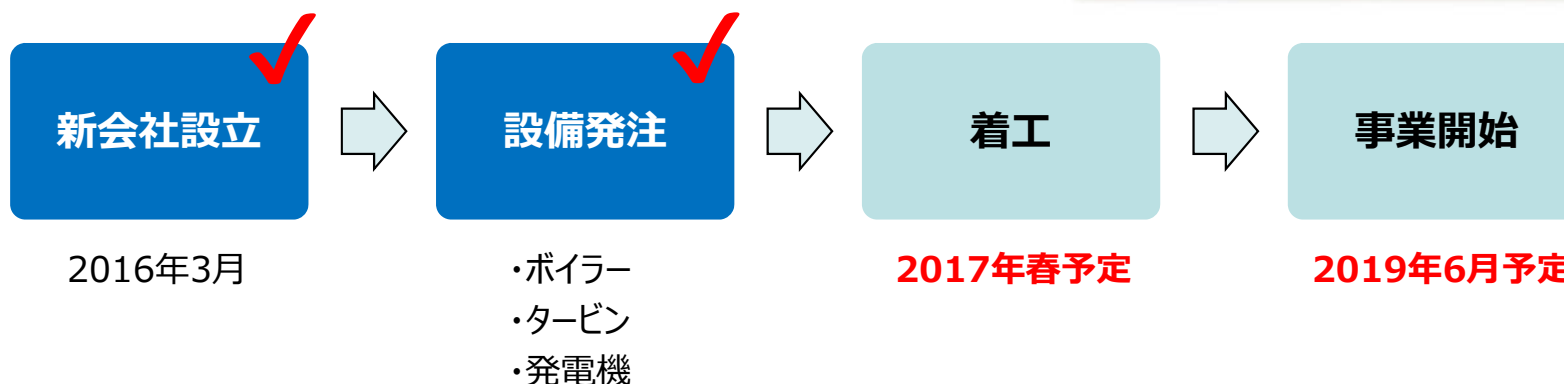 新会社設立
設備発注
着工
事業開始
2016年3月
・ボイラー
・タービン
・発電機
2017年春予定
2019年6月予定